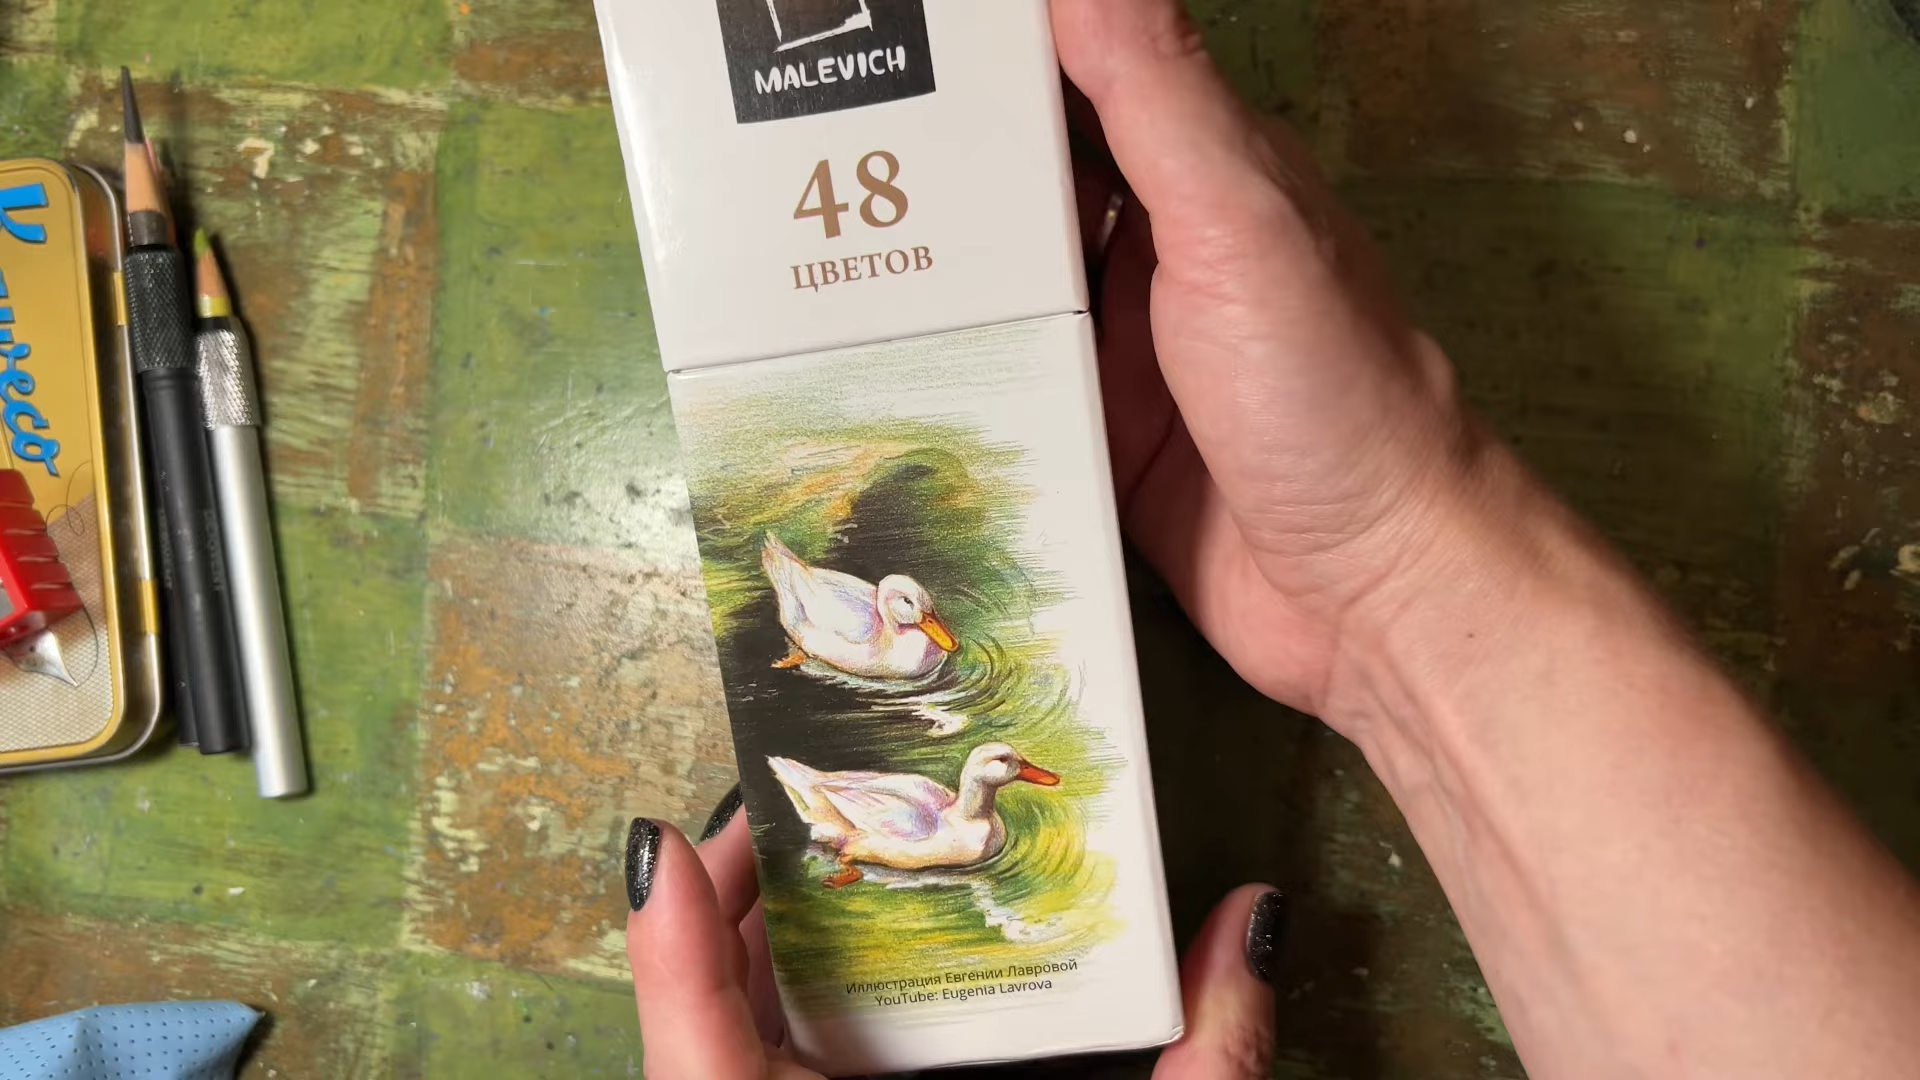 MALEVICH
48
ЦВЕТОВ
Иллюстрация Евгении Лавровой
YouTube: Eugenia Lavrova